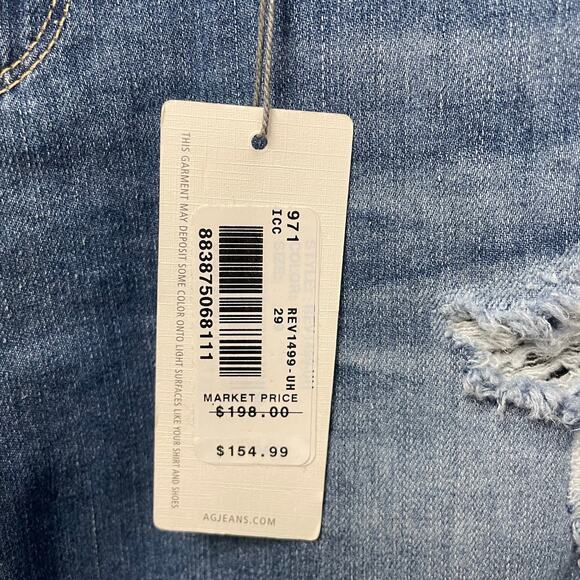 THIS GARMENT MAY DEPOSIT SOME COLOR ONTO LIGHT SURFACES LIKE YOUR SHIRT AND SHOES.
971
ICC
883875068111
REV1499-UH
29
MARKET PRICE
$198.00
$154.99
AGJEANS.COM